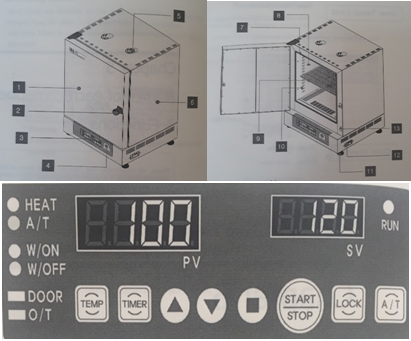 5
1
2
3
4
6
7
8
9
10
11
12
13
HEAT
A/T
W/ON
W/OFF
DOOR
O/T
100
PV
120
SV
RUN
TEMP
TIMER
START
STOP
LOCK
A/T